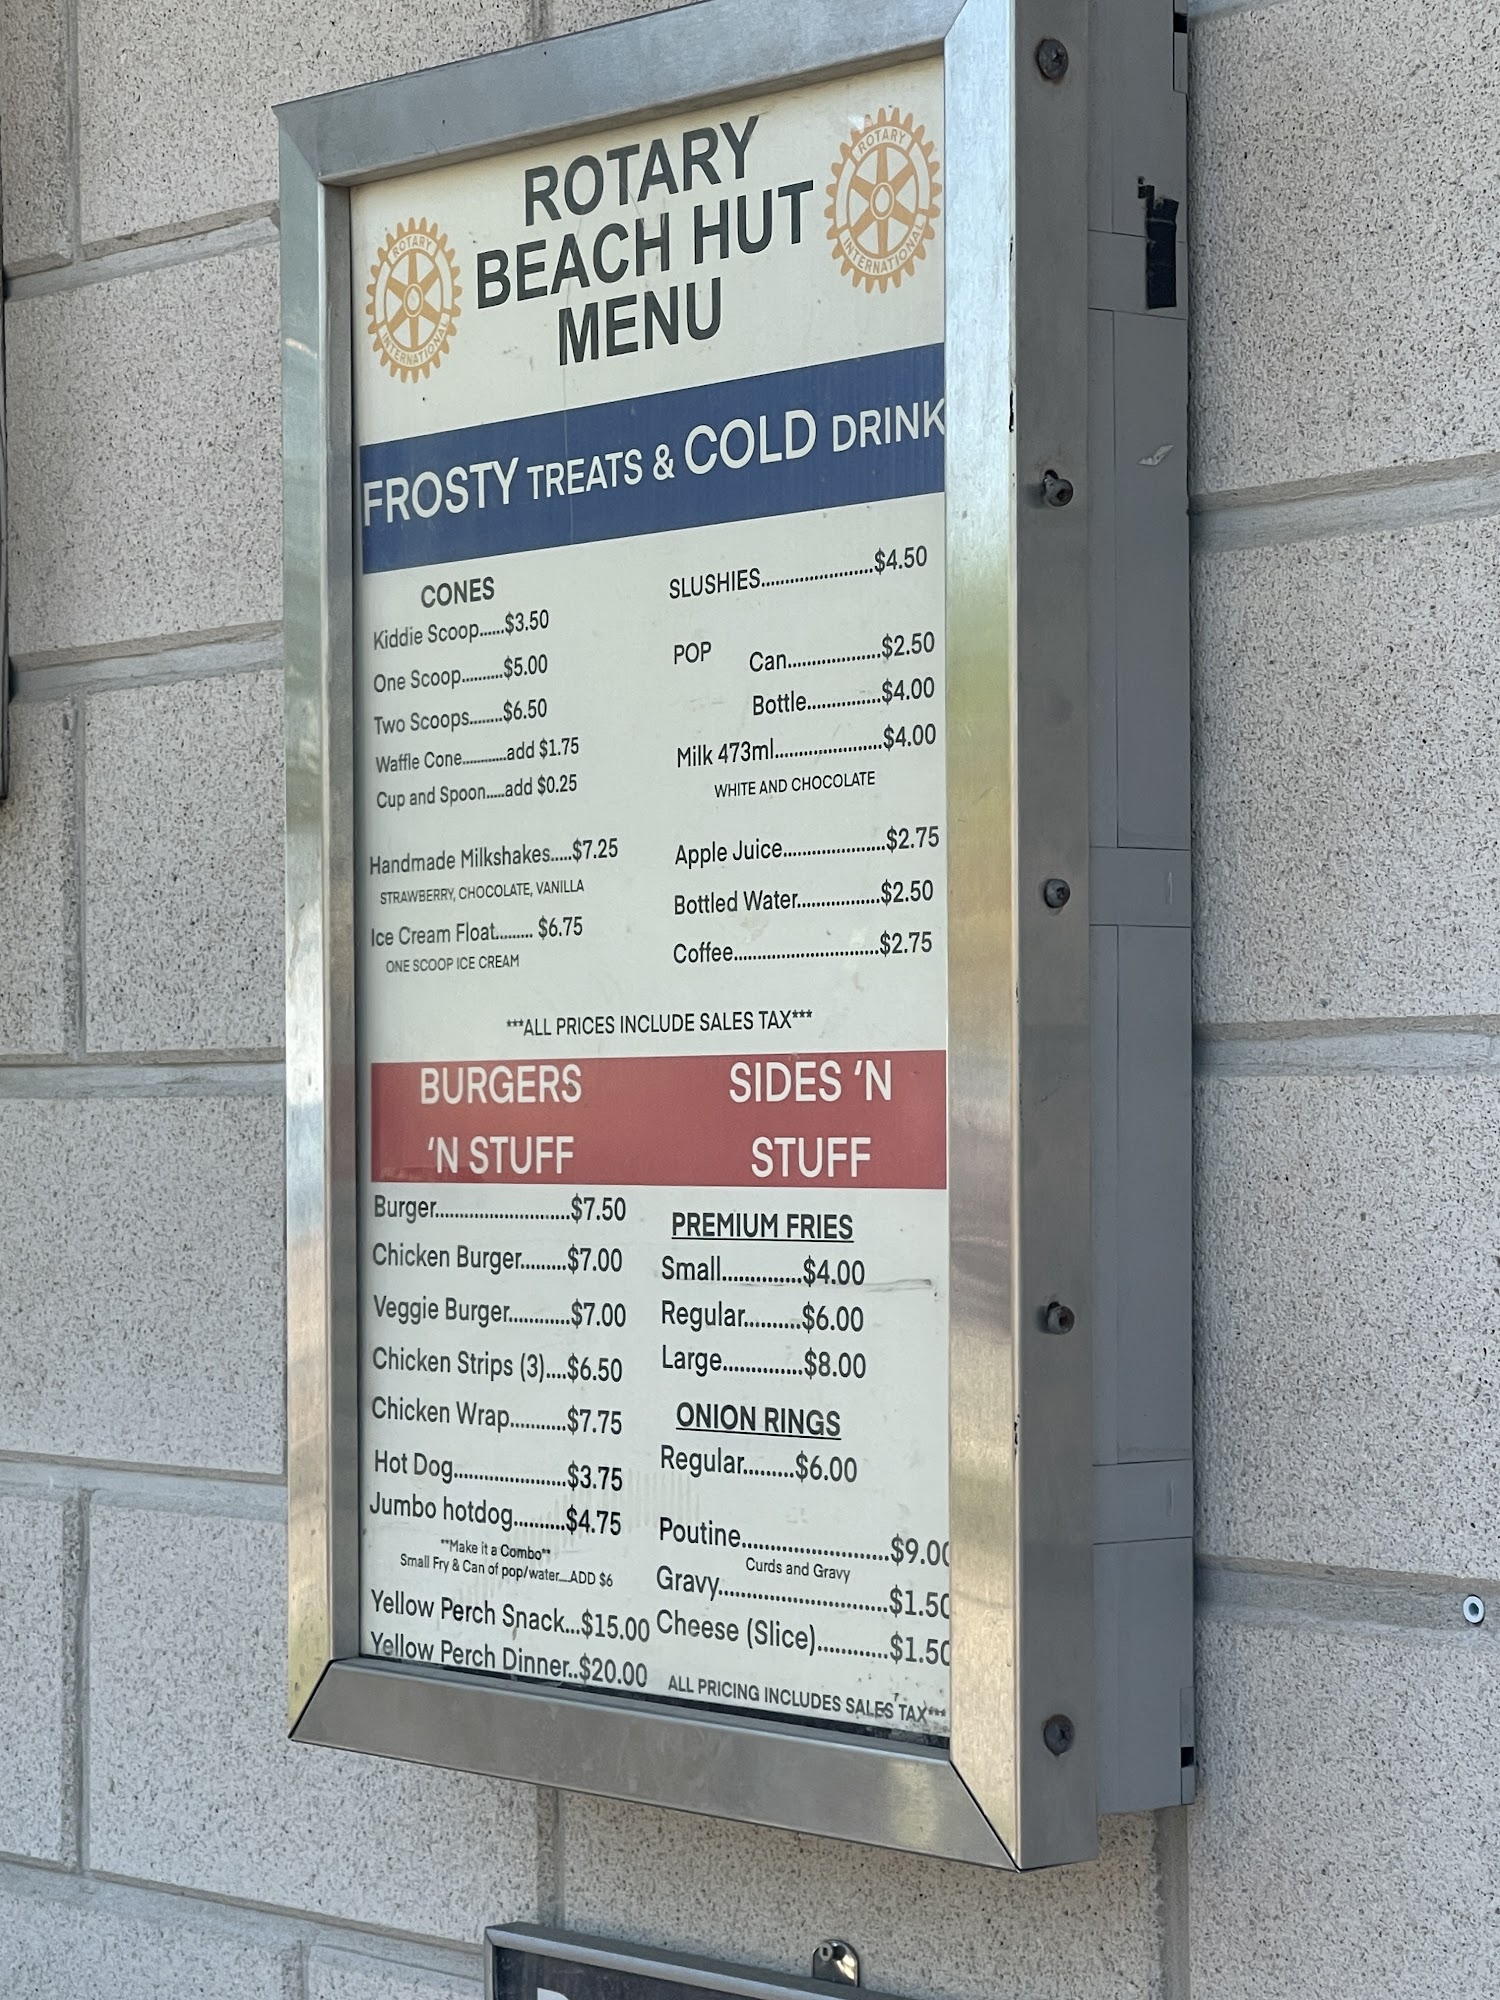 ROTARY
BEACH HUT
MENU
ROTARY
INTERNATIONAL
ROTARY
INTERNATIONAL
FROSTY TREATS & COLD DRINK
CONES
Kiddie Scoop......$3.50
One Scoop..........$5.00
Two Scoops........$6.50
Waffle Cone............add $1.75
Cup and Spoon.....add $0.25
Handmade Milkshakes.....$7.25
STRAWBERRY, CHOCOLATE, VANILLA
Ice Cream Float......... $6.75
ONE SCOOP ICE CREAM
SLUSHIES........................$4.50
POP Can....................$2.50
Bottle................$4.00
Milk 473ml.......................$4.00
WHITE AND CHOCOLATE
Apple Juice......................$2.75
Bottled Water..................$2.50
Coffee...............................$2.75
***ALL PRICES INCLUDE SALES TAX***
BURGERS
'N STUFF
Burger............................$7.50
Chicken Burger.........$7.00
Veggie Burger............$7.00
Chicken Strips (3)....$6.50
Chicken Wrap...........$7.75
Hot Dog......................$3.75
Jumbo hotdog..........$4.75
**Make it a Combo**
Small Fry & Can of pop/water....ADD $6
Yellow Perch Snack...$15.00
Yellow Perch Dinner..$20.00
SIDES 'N
STUFF
PREMIUM FRIES
Small..............$4.00
Regular..........$6.00
Large..............$8.00
ONION RINGS
Regular.........$6.00
Poutine.........................$9.00
Curds and Gravy
Gravy.............................$1.50
Cheese (Slice)............$1.50
ALL PRICING INCLUDES SALES TAX***